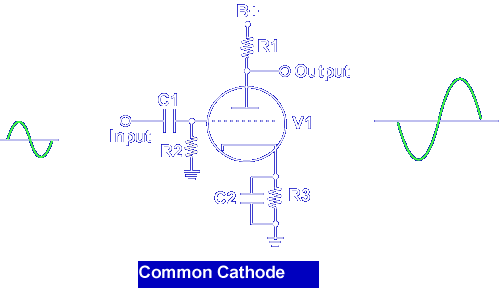 B+
R1
Output
C1
V1
Input
R2
C2
R3
Common Cathode